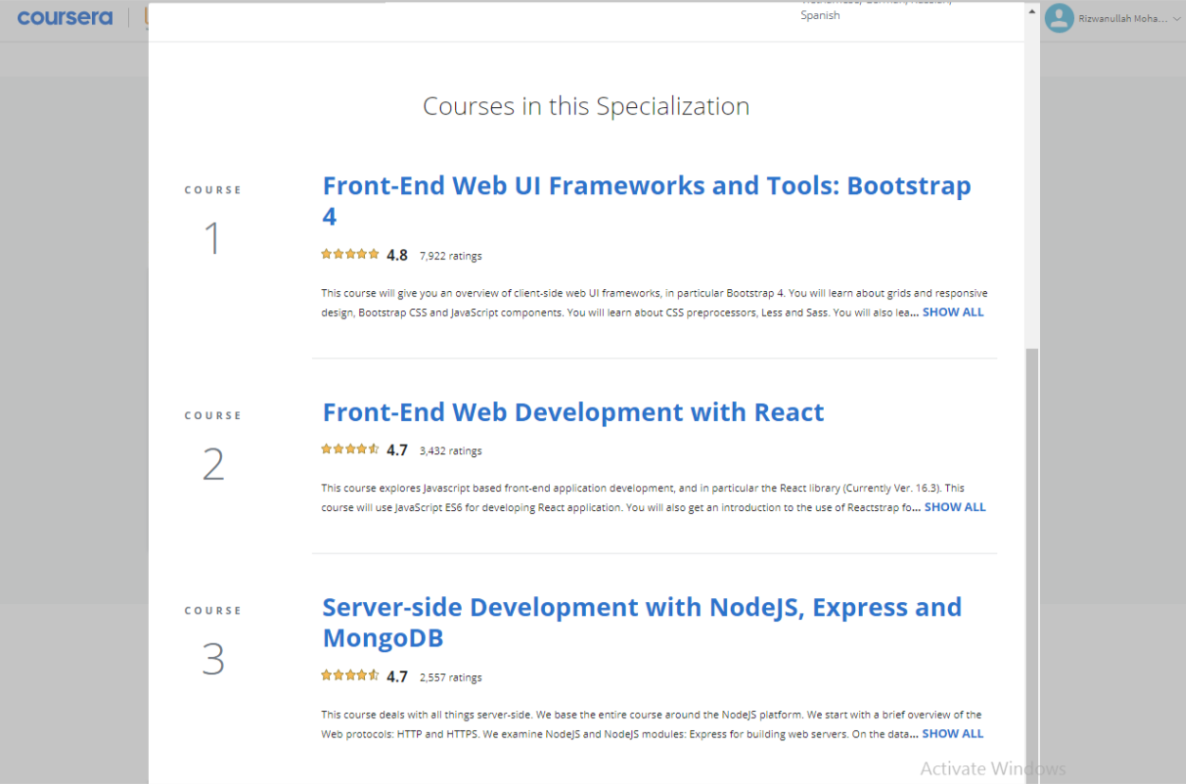 coursera
Rizwanullah Moha...
Spanish
Courses in this Specialization
COURSE
1
Front-End Web UI Frameworks and Tools: Bootstrap
4
4.8 7,922 ratings
This course will give you an overview of client-side web UI frameworks, in particular Bootstrap 4. You will learn about grids and responsive
design, Bootstrap CSS and JavaScript components. You will learn about CSS preprocessors, Less and Sass. You will also lea... SHOW ALL
COURSE
2
Front-End Web Development with React
4.7 3,432 ratings
This course explores Javascript based front-end application development, and in particular the React library (Currently Ver. 16.3). This
course will use JavaScript ES6 for developing React application. You will also get an introduction to the use of Reactstrap fo... SHOW ALL
COURSE
3
Server-side Development with NodeJS, Express and
MongoDB
4.7 2,557 ratings
This course deals with all things server-side. We base the entire course around the NodeJS platform. We start with a brief overview of the
Web protocols: HTTP and HTTPS. We examine NodeJS and NodeJS modules: Express for building web servers. On the data... SHOW ALL
Activate Windows